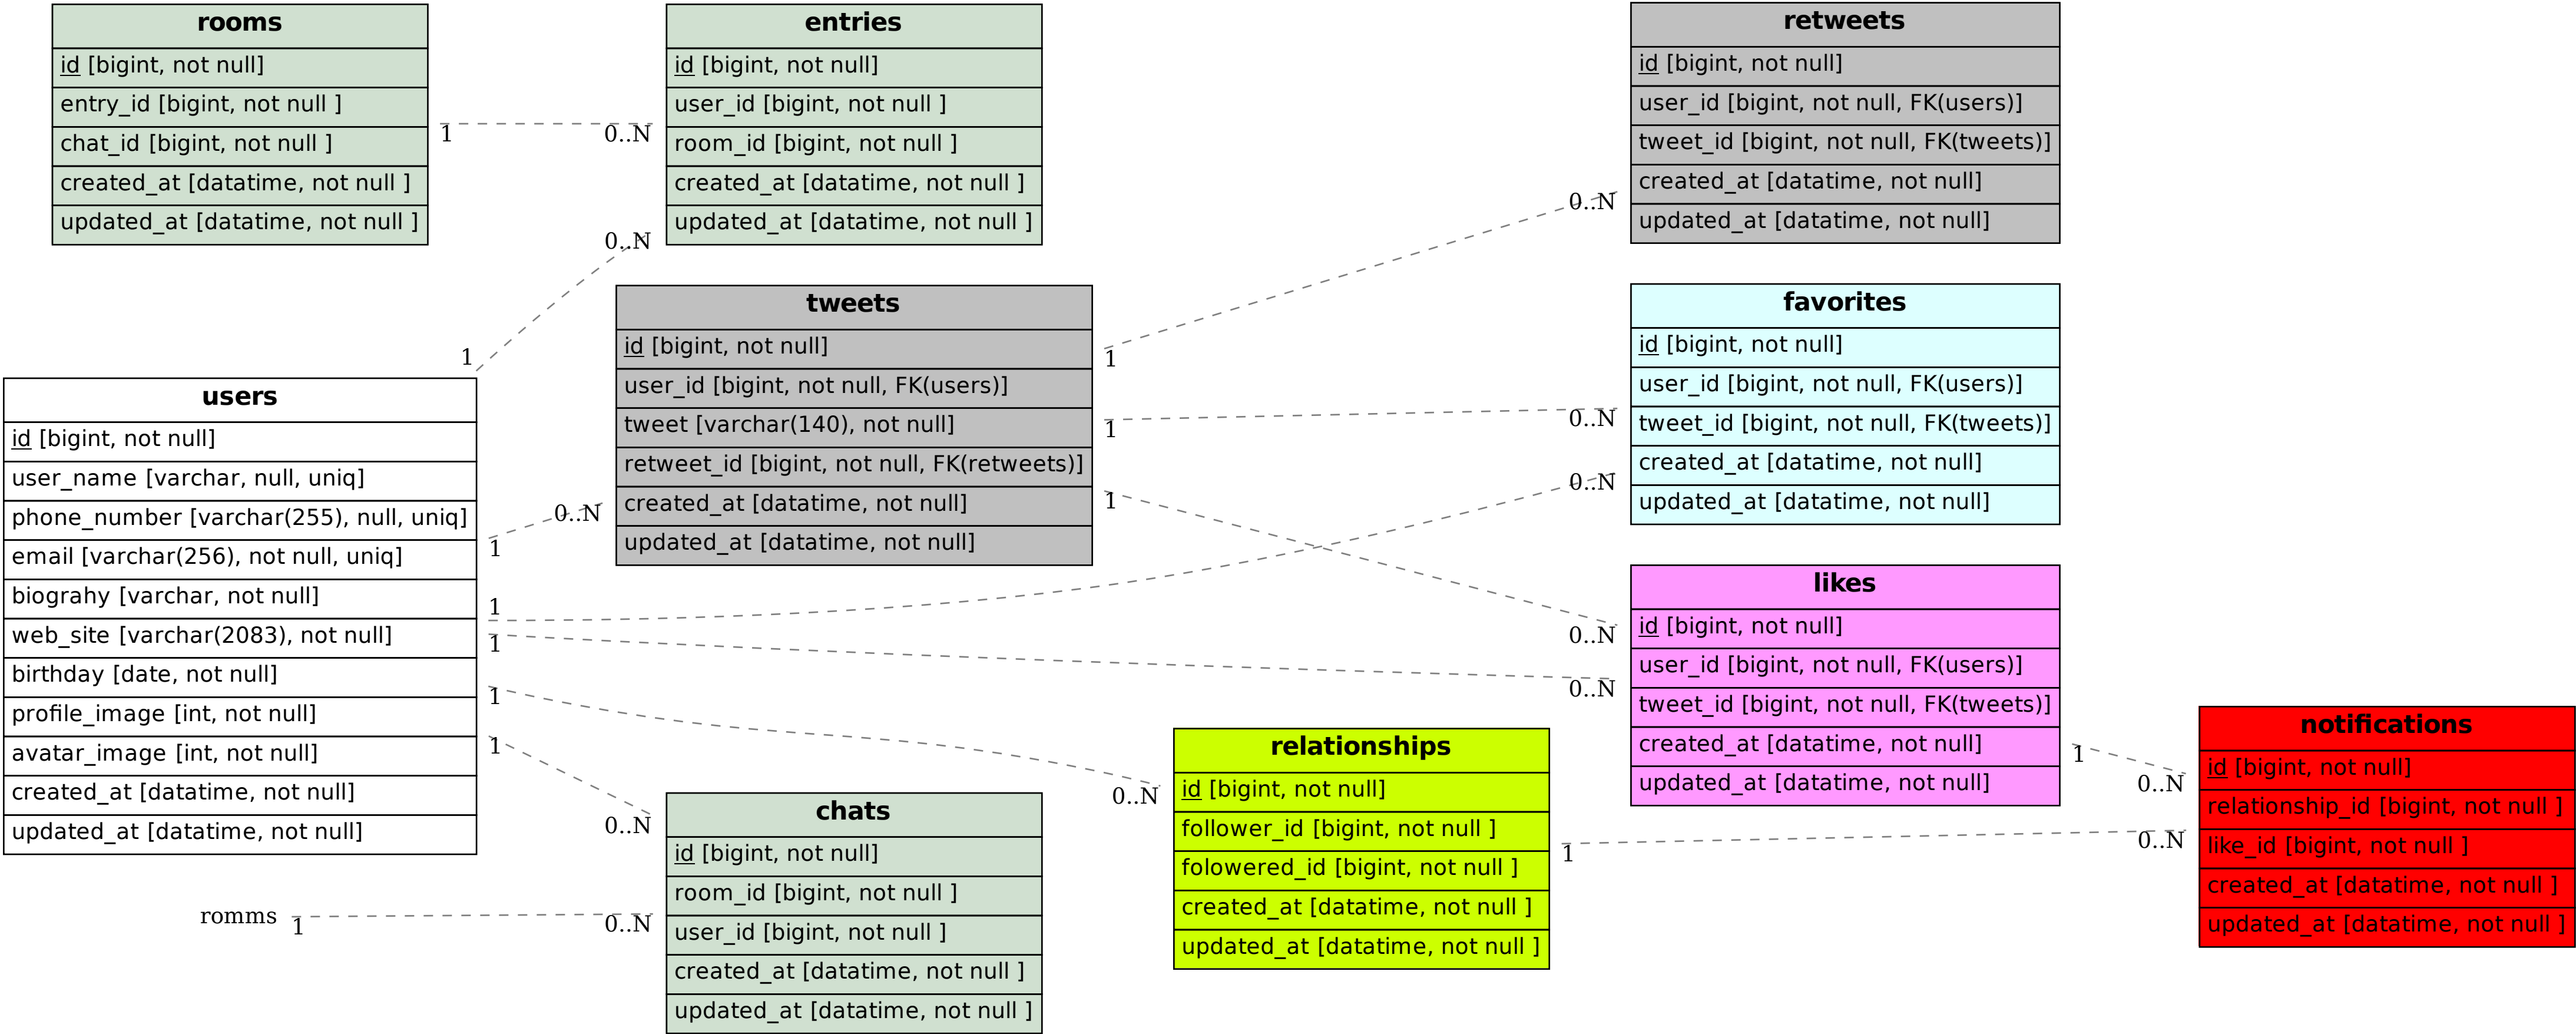 rooms
id [bigint, not null]
entry_id [bigint, not null ]
chat_id [bigint, not null ]
created_at [datatime, not null ]
updated_at [datatime, not null ]
1
0..N
entries
id [bigint, not null]
user_id [bigint, not null ]
room_id [bigint, not null ]
created_at [datatime, not null ]
updated_at [datatime, not null ]
0..N
1
retweets
id [bigint, not null]
user_id [bigint, not null, FK(users)]
tweet_id [bigint, not null, FK(tweets)]
created_at [datatime, not null]
updated_at [datatime, not null]
0..N
tweets
id [bigint, not null]
user_id [bigint, not null, FK(users)]
tweet [varchar(140), not null]
retweet_id [bigint, not null, FK(retweets)]
created_at [datatime, not null]
updated_at [datatime, not null]
1
1
1
favorites
id [bigint, not null]
user_id [bigint, not null, FK(users)]
tweet_id [bigint, not null, FK(tweets)]
created_at [datatime, not null]
updated_at [datatime, not null]
0..N
0..N
users
id [bigint, not null]
user_name [varchar, null, uniq]
phone_number [varchar(255), null, uniq]
email [varchar(256), not null, uniq]
biograhy [varchar, not null]
web_site [varchar(2083), not null]
birthday [date, not null]
profile_image [int, not null]
avatar_image [int, not null]
created_at [datatime, not null]
updated_at [datatime, not null]
1
0..N
1
1
1
1
likes
id [bigint, not null]
user_id [bigint, not null, FK(users)]
tweet_id [bigint, not null, FK(tweets)]
created_at [datatime, not null]
updated_at [datatime, not null]
0..N
0..N
1
0..N
relationships
id [bigint, not null]
follower_id [bigint, not null ]
folowered_id [bigint, not null ]
created_at [datatime, not null ]
updated_at [datatime, not null ]
0..N
1
0..N
notifications
id [bigint, not null]
relationship_id [bigint, not null ]
like_id [bigint, not null ]
created_at [datatime, not null ]
updated_at [datatime, not null ]
chats
id [bigint, not null]
room_id [bigint, not null ]
user_id [bigint, not null ]
created_at [datatime, not null ]
updated_at [datatime, not null ]
0..N
romms
1
0..N